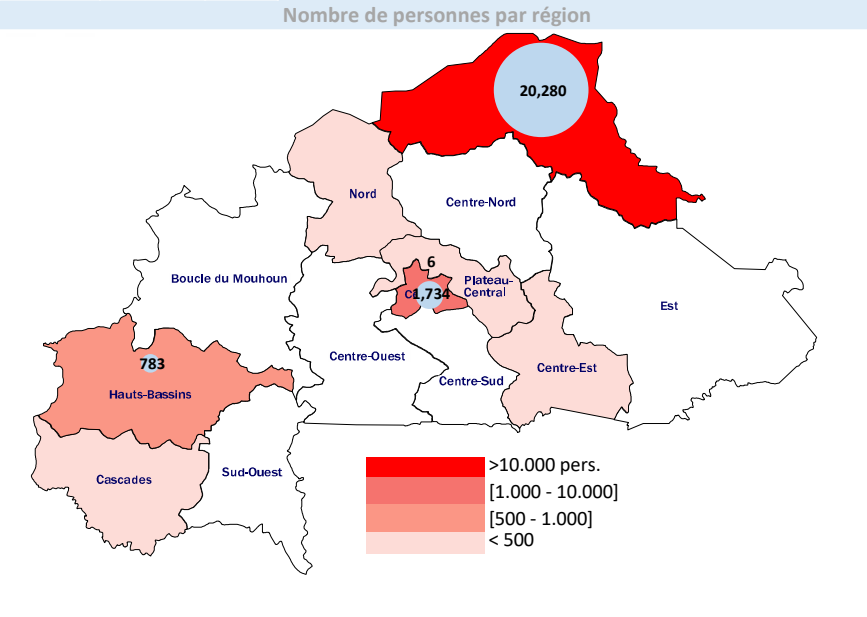 Nombre de personnes par région
20,280
Nord
Centre-Nord
6
Boucle du Mouhoun
Plateau-
Central
1,734
Est
783
Centre-Ouest
Centre-Est
Centre-Sud
Hauts-Bassins
Cascades
Sud-Ouest
>10.000 pers.
[1.000 - 10.000]
[500 - 1.000]
< 500